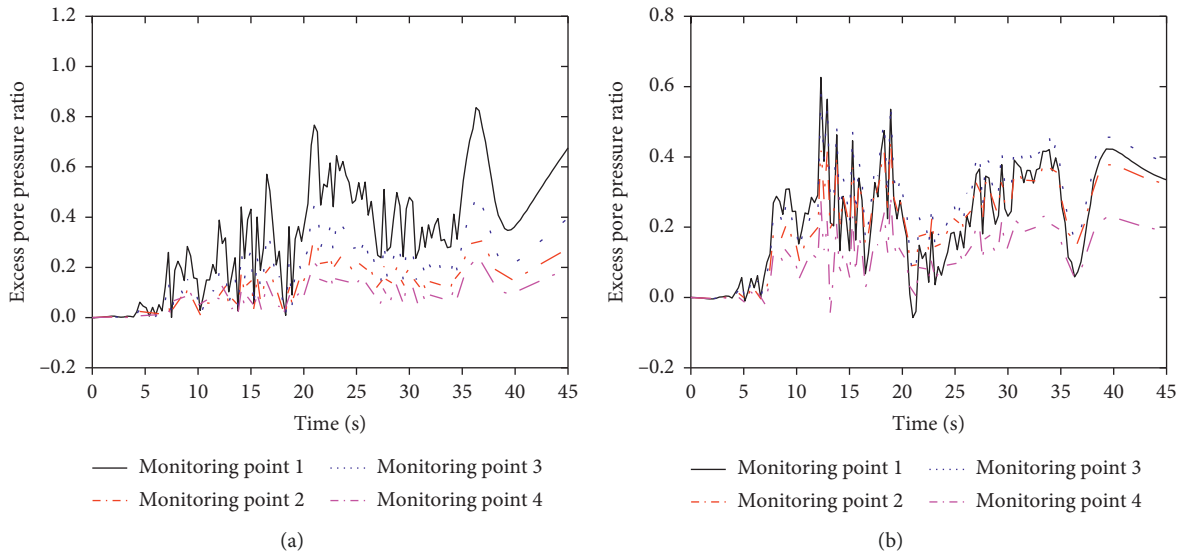 Excess pore pressure ratio
1.2
1.0
0.8
0.6
0.4
0.2
0.0
–0.2
0 5 10 15 20 25 30 35 40 45
Time (s)
Monitoring point 1 Monitoring point 3
Monitoring point 2 Monitoring point 4
(a)
Excess pore pressure ratio
0.8
0.6
0.4
0.2
0.0
–0.2
0 5 10 15 20 25 30 35 40 45
Time (s)
Monitoring point 1 Monitoring point 3
Monitoring point 2 Monitoring point 4
(b)